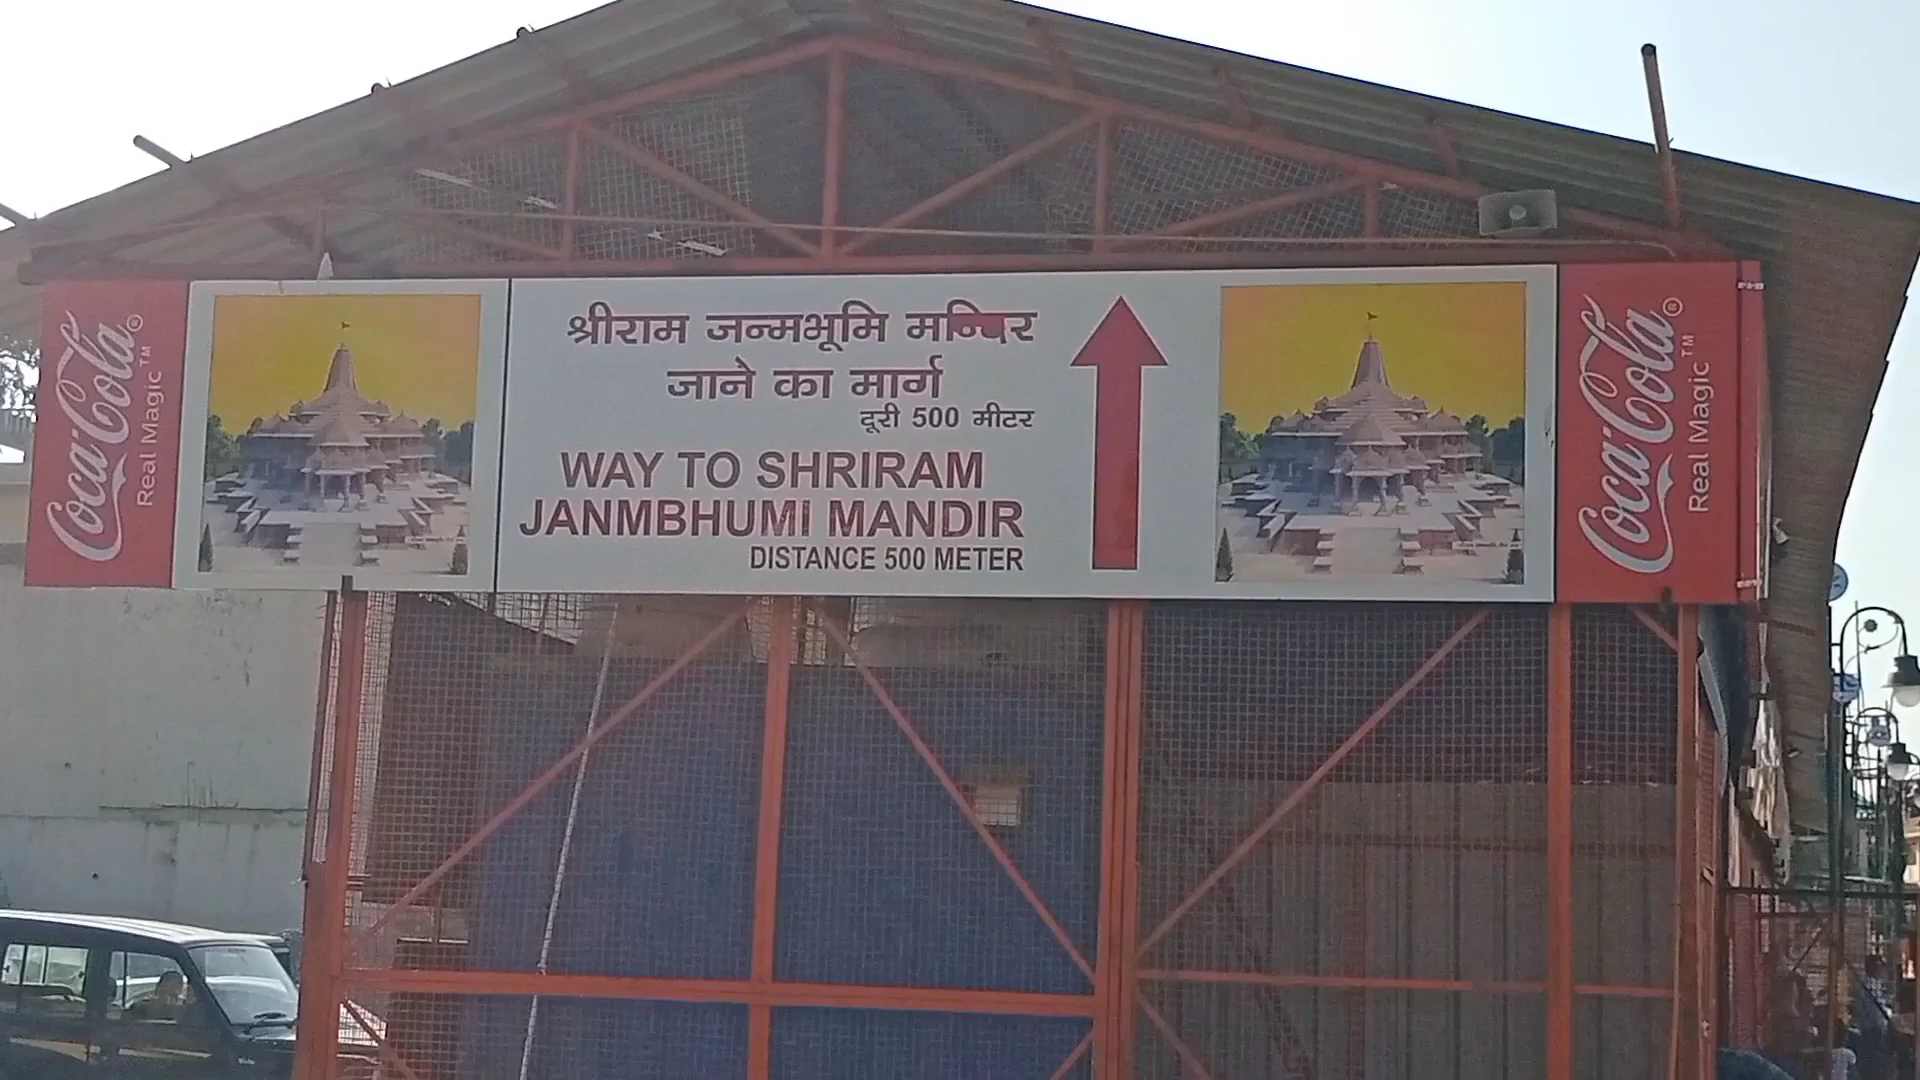 Coca-Cola®
Real Magic™
श्रीराम जन्मभूमि मन्दिर
जाने का मार्ग
दूरी 500 मीटर
WAY TO SHRIRAM
JANMBHUMI MANDIR
DISTANCE 500 METER
Coca-Cola®
Real Magic™